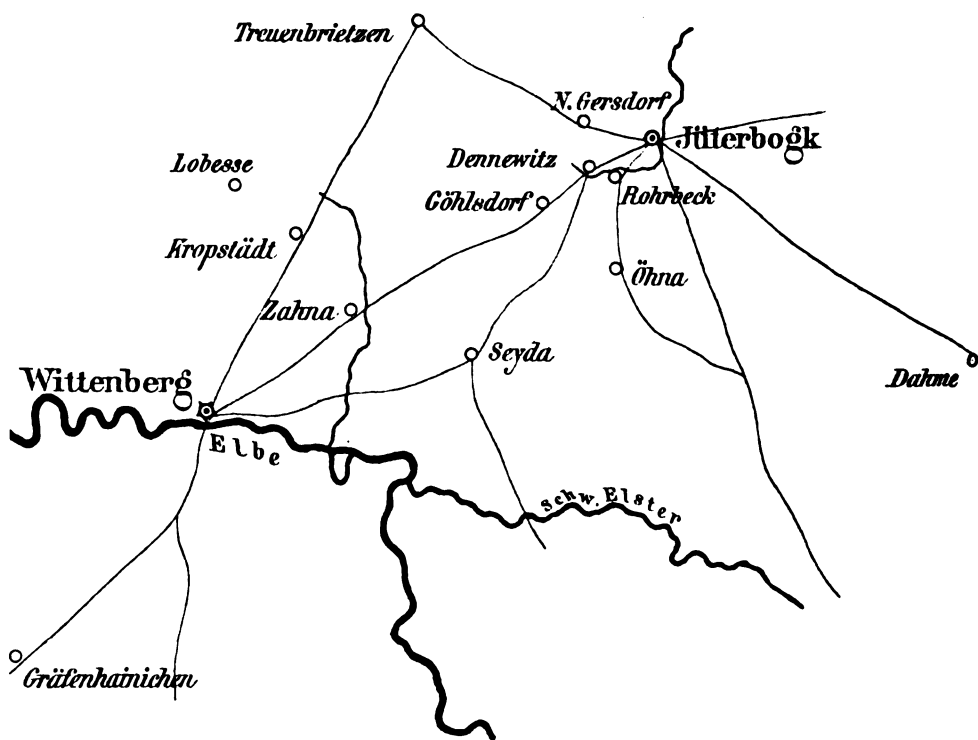 Treuenbrietzen
N. Gersdorf
Jüterbogk
Lobesse
Dennewitz
Göhlsdorf
Rohrbeck
Kropstädt
Zahna
Öhna
Seyda
Wittenberg
Dahme
Elbe
Schw. Elster
Gräfenhainichen